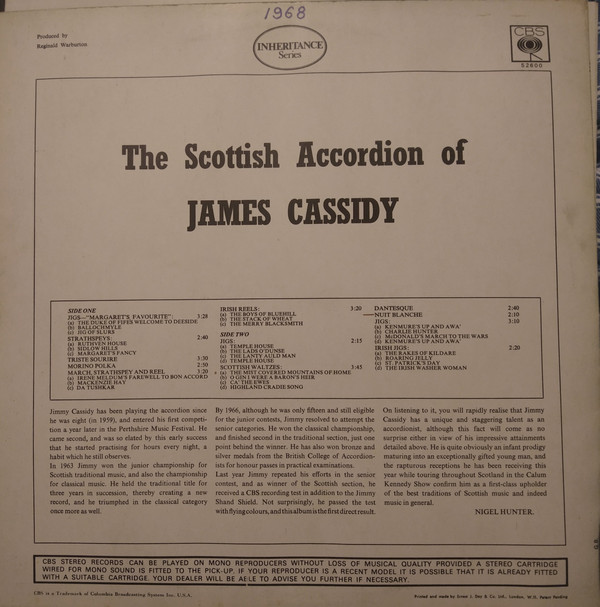 1968
Produced by
Reginald Warburton
INHERITANCE
Series
CBS
52600
The Scottish Accordion of
JAMES CASSIDY
SIDE ONE
JIGS—"MARGARET'S FAVOURITE": 3:28
(a) THE DUKE OF FIFE'S WELCOME TO DEESIDE
(b) BALLOCHMYLE
(c) JIG OF SLURS
STRATHSPEYS: 2:40
(a) RUTHVEN HOUSE
(b) SIDLOW HILLS
(c) MARGARET'S FANCY
TRISTE SOURIRE 3:30
MORINO POLKA 2:50
MARCH, STRATHSPEY AND REEL 3:20
(a) IRENE MELDUM'S FAREWELL TO BON ACCORD
(b) MACKENZIE HAY
(c) DA TUSHKAR
IRISH REELS: 3:20
(a) THE BOYS OF BLUEHILL
(b) THE STACK OF WHEAT
(c) THE MERRY BLACKSMITH
SIDE TWO
JIGS: 2:15
(a) TEMPLE HOUSE
(b) THE LADS O'DUNSE
(c) THE LANTY AULD MAN
(d) TEMPLE HOUSE
SCOTTISH WALTZES: 3:45
(a) THE MIST COVERED MOUNTAINS OF HOME
(b) O GIN I WERE A BARON'S HEIR
(c) CA' THE EWES
(d) HIGHLAND CRADLE SONG
DANTESQUE 2:40
NUIT BLANCHE 2:10
JIGS: 3:10
(a) KENMURE'S UP AND AWA'
(b) CHARLIE HUNTER
(c) McDONALD'S MARCH TO THE WARS
(d) KENMURE'S UP AND AWA'
IRISH JIGS: 2:20
(a) THE RAKES OF KILDARE
(b) ROARING JELLY
(c) ST. PATRICK'S DAY
(d) THE IRISH WASHER WOMAN
Jimmy Cassidy has been playing the accordion since
he was eight (in 1959), and entered his first competi-
tion a year later in the Perthshire Music Festival. He
came second, and was so elated by this early success
that he started practising for hours every night, a
habit which he still observes.
In 1963 Jimmy won the junior championship for
Scottish traditional music, and also the championship
for classical music. He held the traditional title for
three years in succession, thereby creating a new
record, and he triumphed in the classical category
once more as well.
By 1966, although he was only fifteen and still eligible
for the junior contests, Jimmy resolved to attempt the
senior categories. He won the classical championship,
and finished second in the traditional section, just one
point behind the winner. He has also won bronze and
silver medals from the British College of Accordion-
ists for honour passes in practical examinations.
Last year Jimmy repeated his efforts in the senior
contest, and as winner of the Scottish section, he
received a CBS recording test in addition to the Jimmy
Shand Shield. Not surprisingly, he passed the test
with flying colours, and this album is the first direct result.
On listening to it, you will rapidly realise that Jimmy
Cassidy has a unique and staggering talent as an
accordionist, although this fact will come as no
surprise either in view of his impressive attainments
detailed above. He is quite obviously an infant prodigy
maturing into an exceptionally gifted young man, and
the rapturous receptions he has been receiving this
year while touring throughout Scotland in the Calum
Kennedy Show confirm him as a first-class upholder
of the best traditions of Scottish music and indeed
music in general.
NIGEL HUNTER.
CBS STEREO RECORDS CAN BE PLAYED ON MONO REPRODUCERS WITHOUT LOSS OF MUSICAL QUALITY PROVIDED A STEREO CARTRIDGE
WIRED FOR MONO SOUND IS FITTED TO THE PICK-UP. IF YOUR REPRODUCER IS A RECENT MODEL IT IS POSSIBLE THAT IT IS ALREADY FITTED
WITH A SUITABLE CARTRIDGE. YOUR DEALER WILL BE ABLE TO ADVISE YOU FURTHER IF NECESSARY.
CBS is a Trademark of Columbia Broadcasting System Inc. U.S.A.
Printed and made by Ernest J. Day & Co. Ltd., London, W.C.